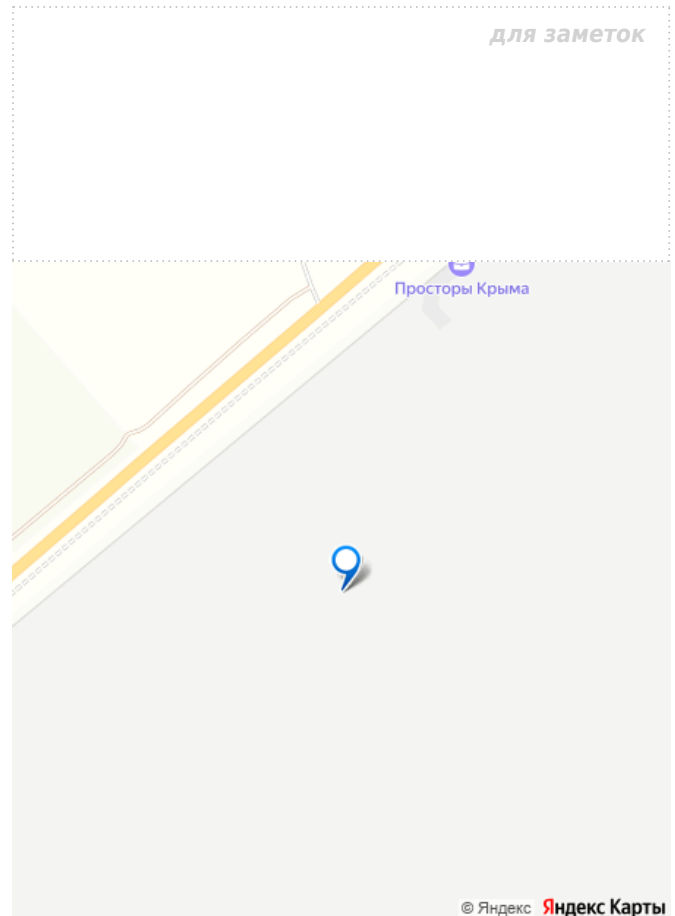 для заметок
Просторы Крыма
© Яндекс Яндекс Карты